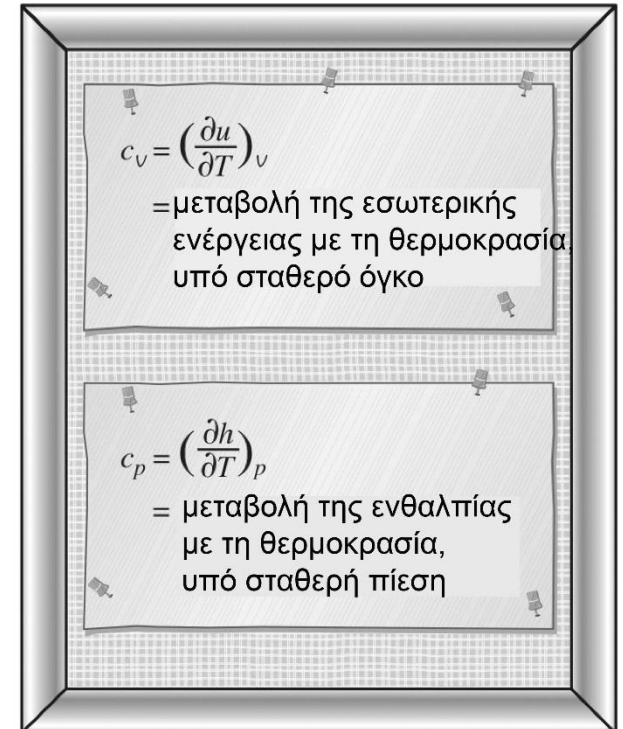 c_v = (∂u/∂T)_v
=μεταβολή της εσωτερικής
ενέργειας με τη θερμοκρασία,
υπό σταθερό όγκο
c_p = (∂h/∂T)_p
= μεταβολή της ενθαλπίας
με τη θερμοκρασία,
υπό σταθερή πίεση